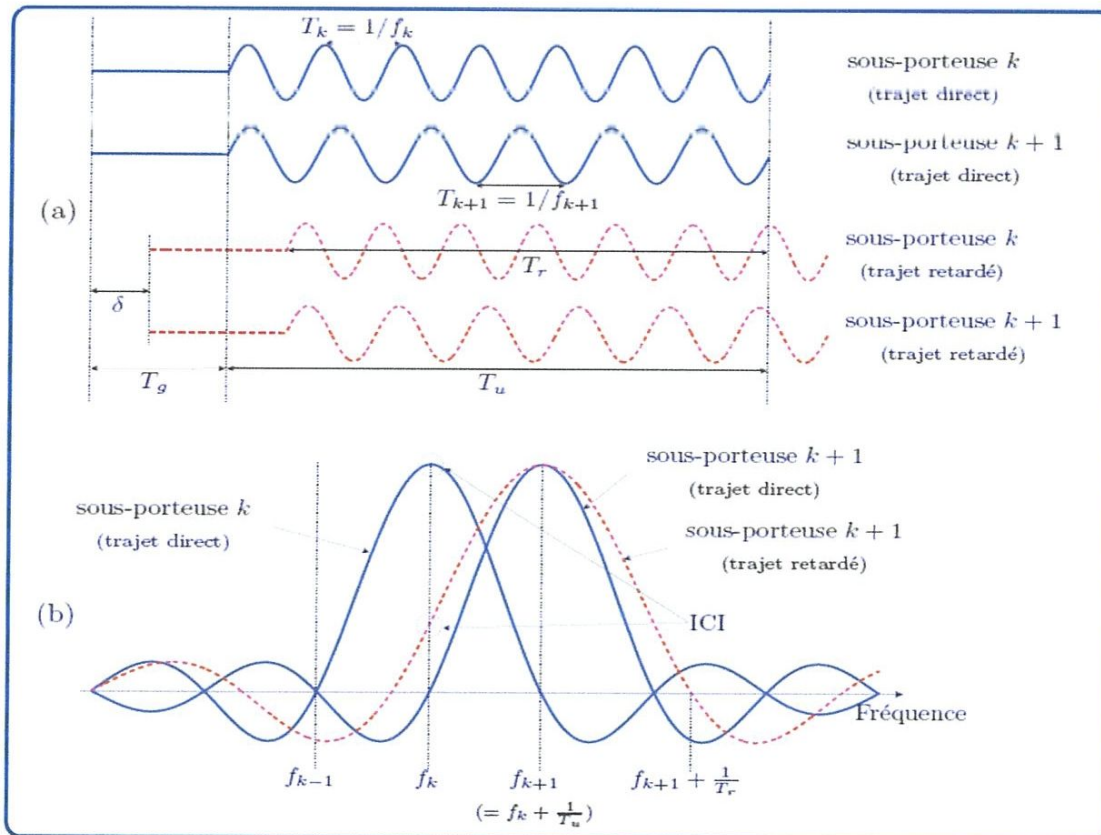 T_k = 1/f_k
sous-porteuse k
(trajet direct)
sous-porteuse k + 1
(trajet direct)
T_{k+1} = 1/f_{k+1}
(a)
sous-porteuse k
(trajet retardé)
T_r
δ
sous-porteuse k + 1
(trajet retardé)
T_g
T_u
sous-porteuse k + 1
(trajet direct)
sous-porteuse k
(trajet direct)
sous-porteuse k + 1
(trajet retardé)
(b)
ICI
Fréquence
f_{k-1}
f_k
f_{k+1}
f_{k+1} + 1/T_r
(= f_k + 1/T_u)